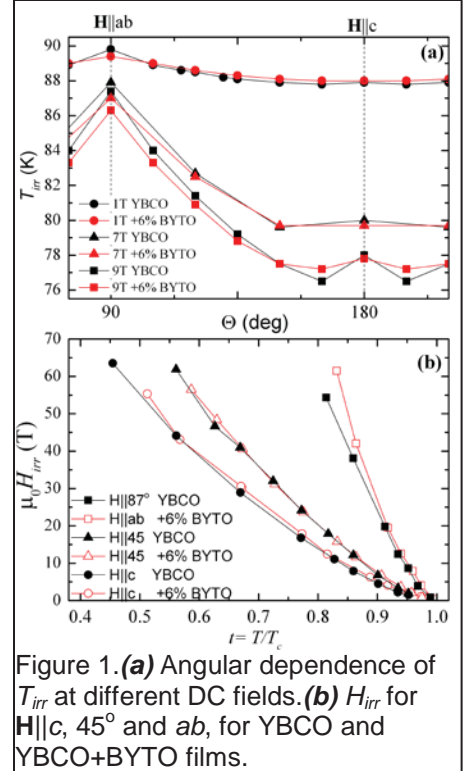 H||ab
H||c
(a)
90
88
86
84
82
80
78
76
T_irr (K)
1T YBCO
1T +6% BYTO
7T YBCO
7T +6% BYTO
9T YBCO
9T +6% BYTO
90
Θ (deg)
180
(b)
70
60
50
40
30
20
10
0
μ₀H_irr (T)
H||87° YBCO
H||ab +6% BYTO
H||45 YBCO
H||45 +6% BYTO
H||c YBCO
H||c +6% BYTO
0.4 0.5 0.6 0.7 0.8 0.9 1.0
t= T/T_c
Figure 1.(a) Angular dependence of
T_irr at different DC fields.(b) H_irr for
H||c, 45° and ab, for YBCO and
YBCO+BYTO films.